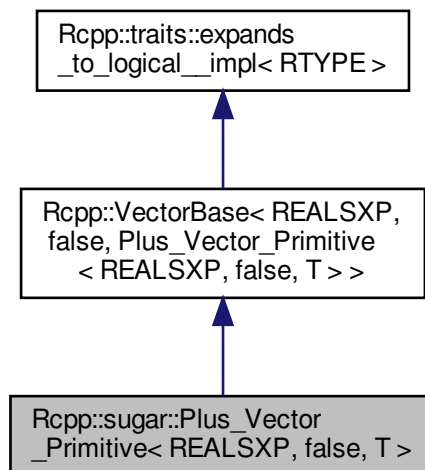 Rcpp::traits::expands
_to_logical__impl< RTYPE >
Rcpp::VectorBase< REALSXP,
false, Plus_Vector_Primitive
< REALSXP, false, T > >
Rcpp::sugar::Plus_Vector
_Primitive< REALSXP, false, T >